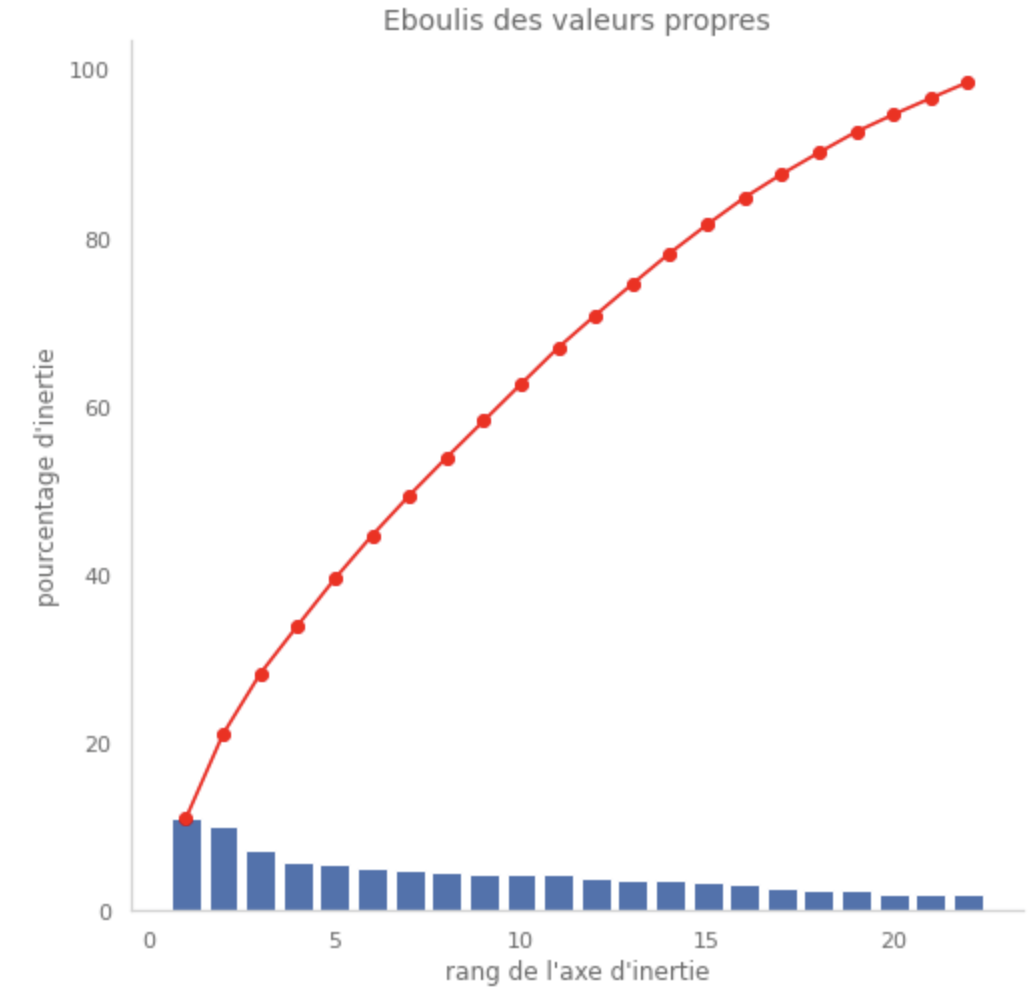 Eboulis des valeurs propres
100
80
60
40
20
0
pourcentage d'inertie
0 5 10 15 20
rang de l'axe d'inertie